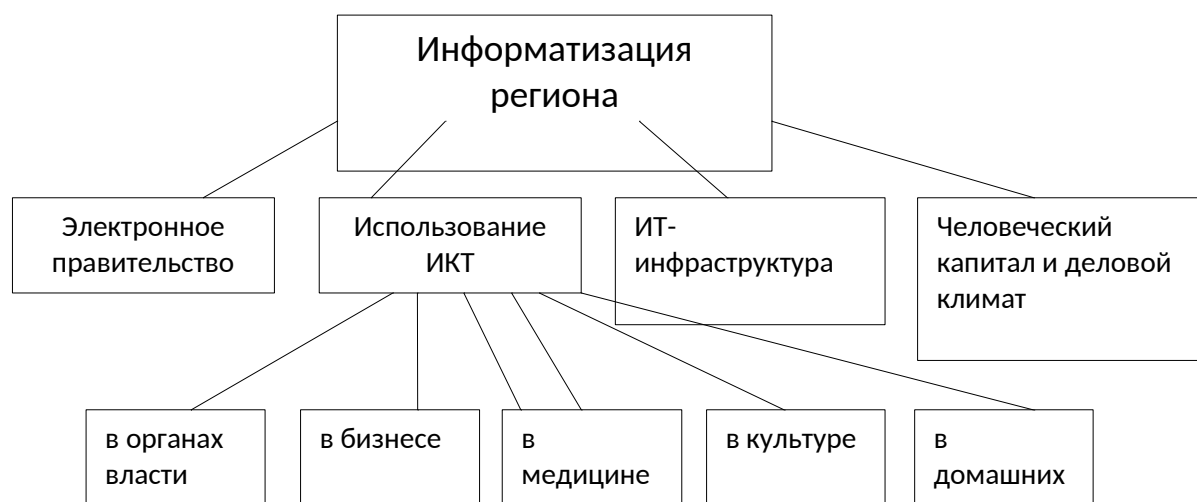 Информатизация
региона
Электронное
правительство
Использование
ИКТ
ИТ-
инфраструктура
Человеческий
капитал и деловой
климат
в органах
власти
в бизнесе
в
медицине
в культуре
в
домашних